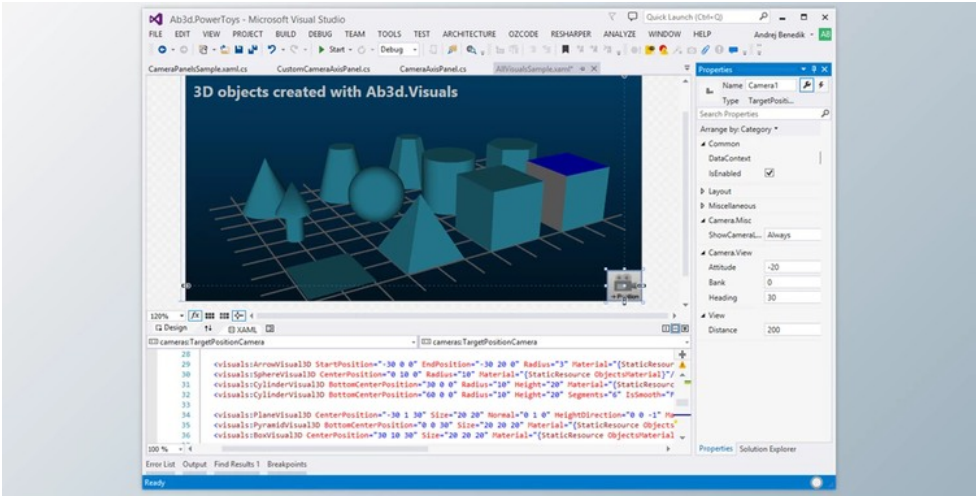 Ab3d.PowerToys - Microsoft Visual Studio
Quick Launch (Ctrl+Q)
FILE EDIT VIEW PROJECT BUILD DEBUG TEAM TOOLS TEST ARCHITECTURE OZCODE RESHARPER ANALYZE WINDOW HELP
Andrej Benedik
AB
Start
Debug
CameraPanelsSample.xaml.cs CustomCameraAxisPanel.cs CameraAxisPanel.cs AllVisualsSample.xaml*
3D objects created with Ab3d.Visuals
Position
120%
Design XAML
cameras:TargetPositionCamera cameras:TargetPositionCamera
28
29 <visuals:ArrowVisual3D StartPosition="-30 0 0" EndPosition="-30 20 0" Radius="3" Material="{StaticResource
30 <visuals:SphereVisual3D CenterPosition="0 10 0" Radius="10" Material="{StaticResource ObjectsMaterial}"/
31 <visuals:CylinderVisual3D BottomCenterPosition="30 0 0" Radius="10" Height="20" Material="{StaticResourc
32 <visuals:CylinderVisual3D BottomCenterPosition="60 0 0" Radius="10" Height="20" Segments="6" IsSmooth="F
33
34 <visuals:PlaneVisual3D CenterPosition="-30 1 30" Size="20 20" Normal="0 1 0" HeightDirection="0 0 -1" Ma
35 <visuals:PyramidVisual3D BottomCenterPosition="0 0 30" Size="20 20 20" Material="{StaticResource Objects
36 <visuals:BoxVisual3D CenterPosition="30 10 30" Size="20 20 20" Material="{StaticResource ObjectsMaterial
100 %
Error List Output Find Results 1 Breakpoints
Ready
Properties
Name Camera1
Type TargetPositi...
Search Properties
Arrange by: Category
Common
DataContext
IsEnabled
Layout
Miscellaneous
Camera.Misc
ShowCameraL... Always
Camera.View
Attitude -20
Bank 0
Heading 30
View
Distance 200
Properties Solution Explorer